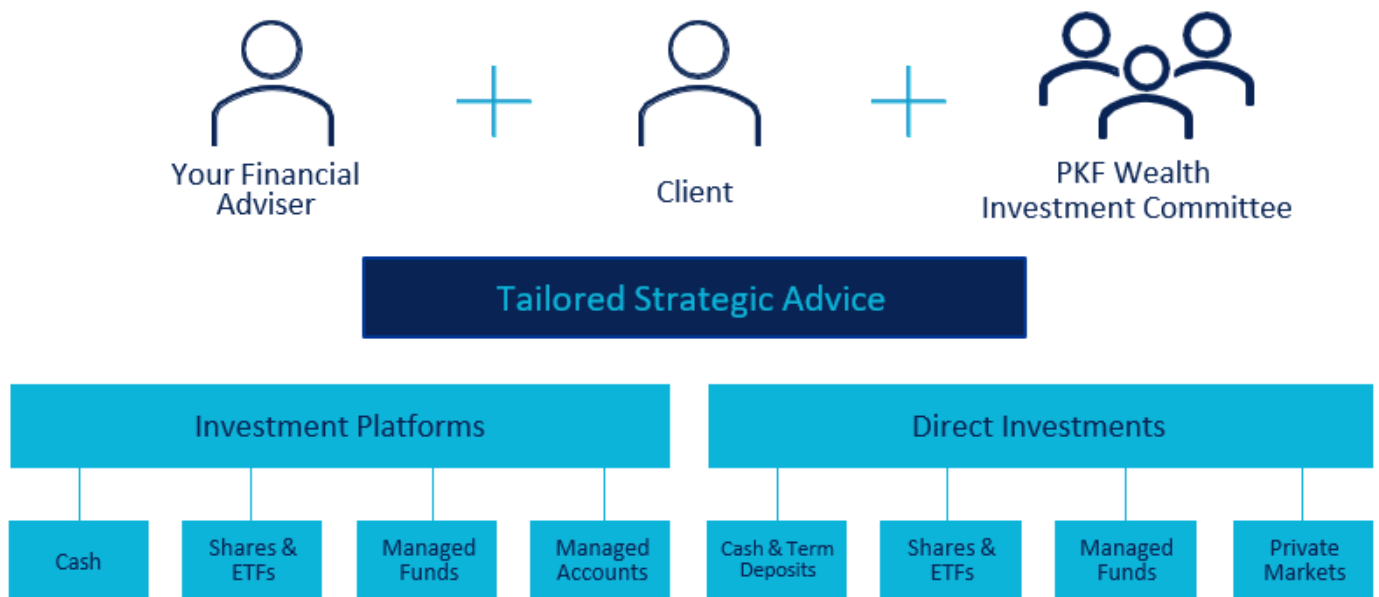 Your Financial
Adviser
Client
PKF Wealth
Investment Committee
Tailored Strategic Advice
Investment Platforms
Direct Investments
Cash
Shares &
ETFs
Managed
Funds
Managed
Accounts
Cash & Term
Deposits
Shares &
ETFs
Managed
Funds
Private
Markets